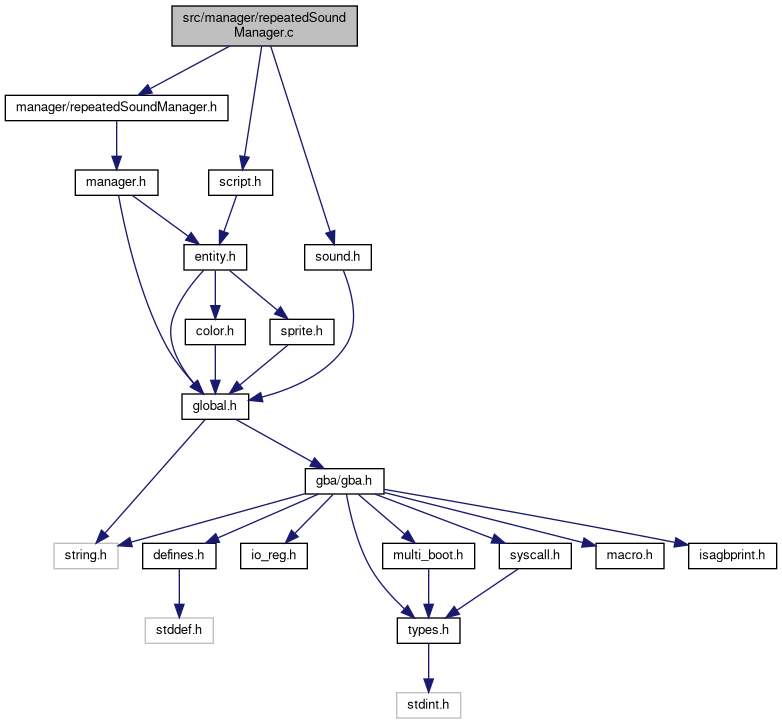 src/manager/repeatedSound
Manager.c
manager/repeatedSoundManager.h
manager.h
script.h
entity.h
sound.h
color.h
sprite.h
global.h
gba/gba.h
string.h
defines.h
io_reg.h
multi_boot.h
syscall.h
macro.h
isagbprint.h
stddef.h
types.h
stdint.h